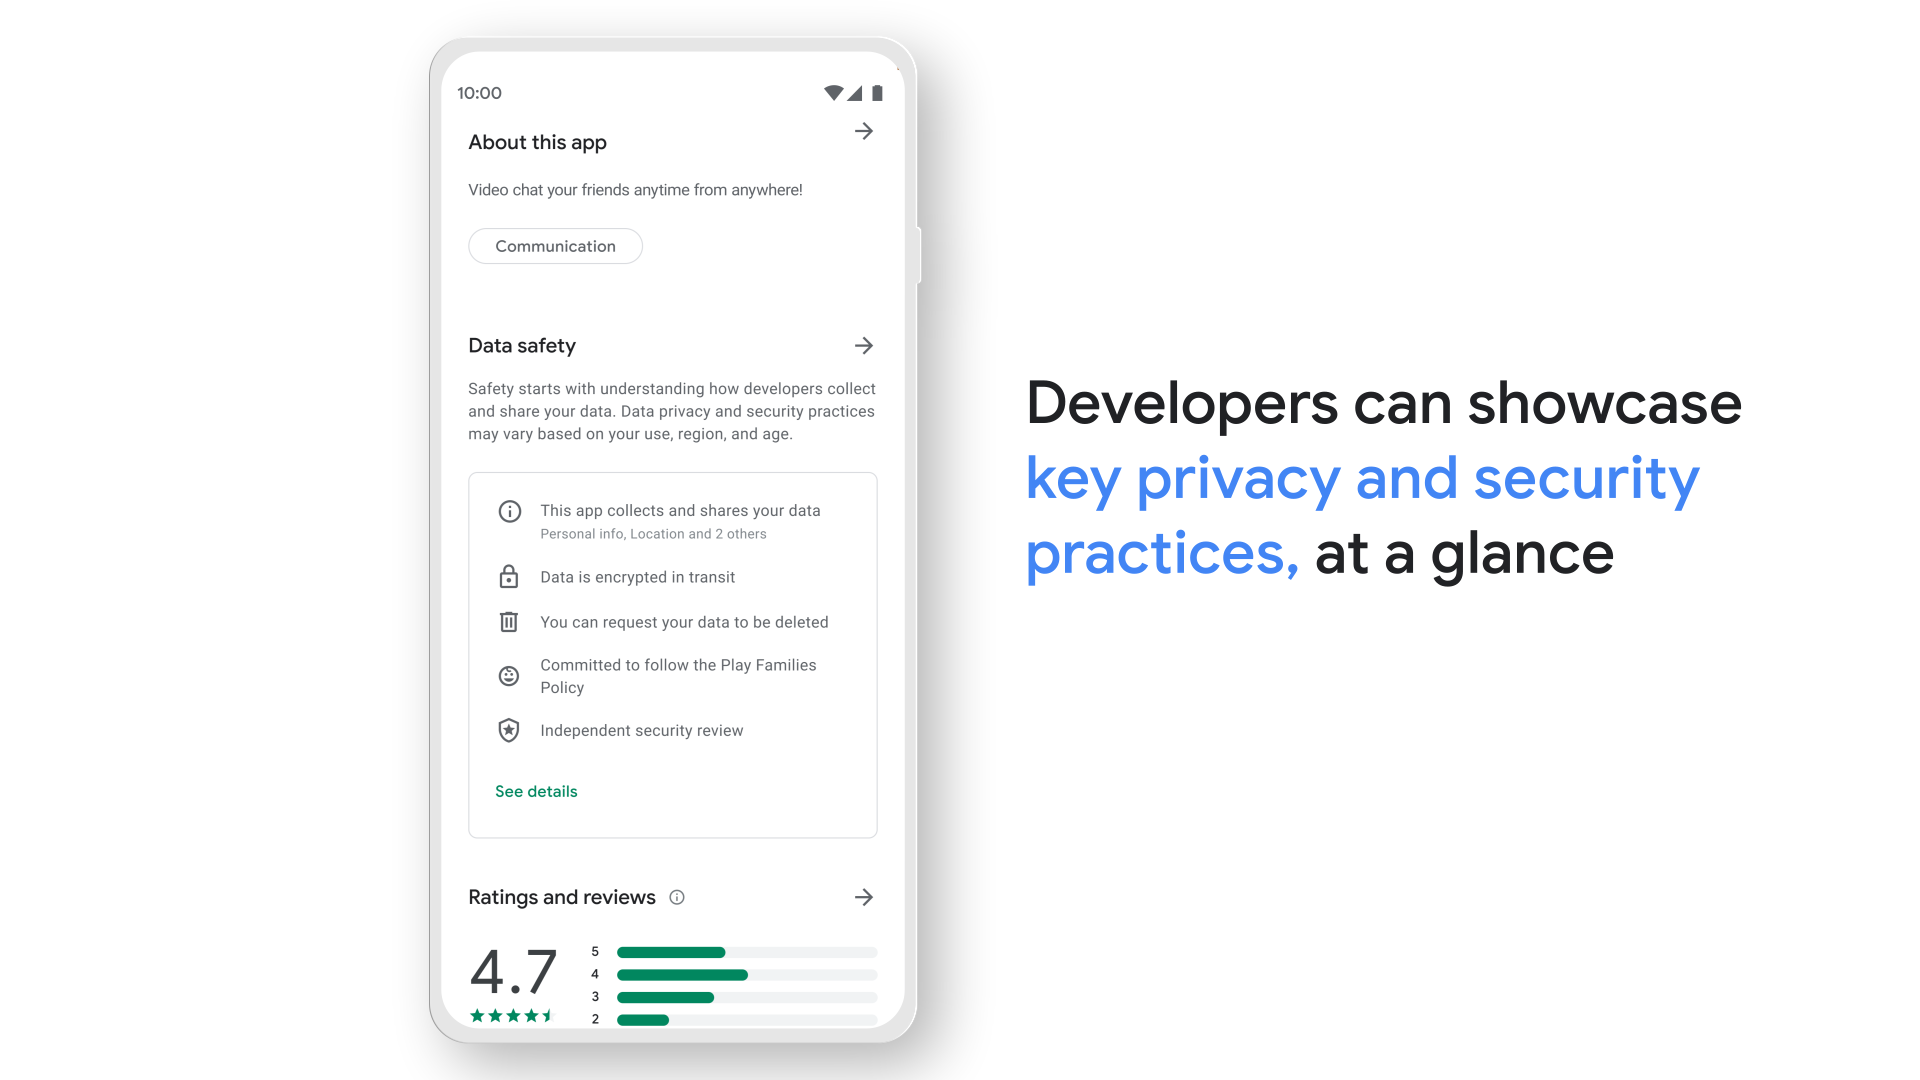 10:00
About this app
Video chat your friends anytime from anywhere!
Communication
Data safety
Safety starts with understanding how developers collect
and share your data. Data privacy and security practices
may vary based on your use, region, and age.
This app collects and shares your data
Personal info, Location and 2 others
Data is encrypted in transit
You can request your data to be deleted
Committed to follow the Play Families
Policy
Independent security review
See details
Ratings and reviews
4.7
5
4
3
2
Developers can showcase
key privacy and security
practices, at a glance